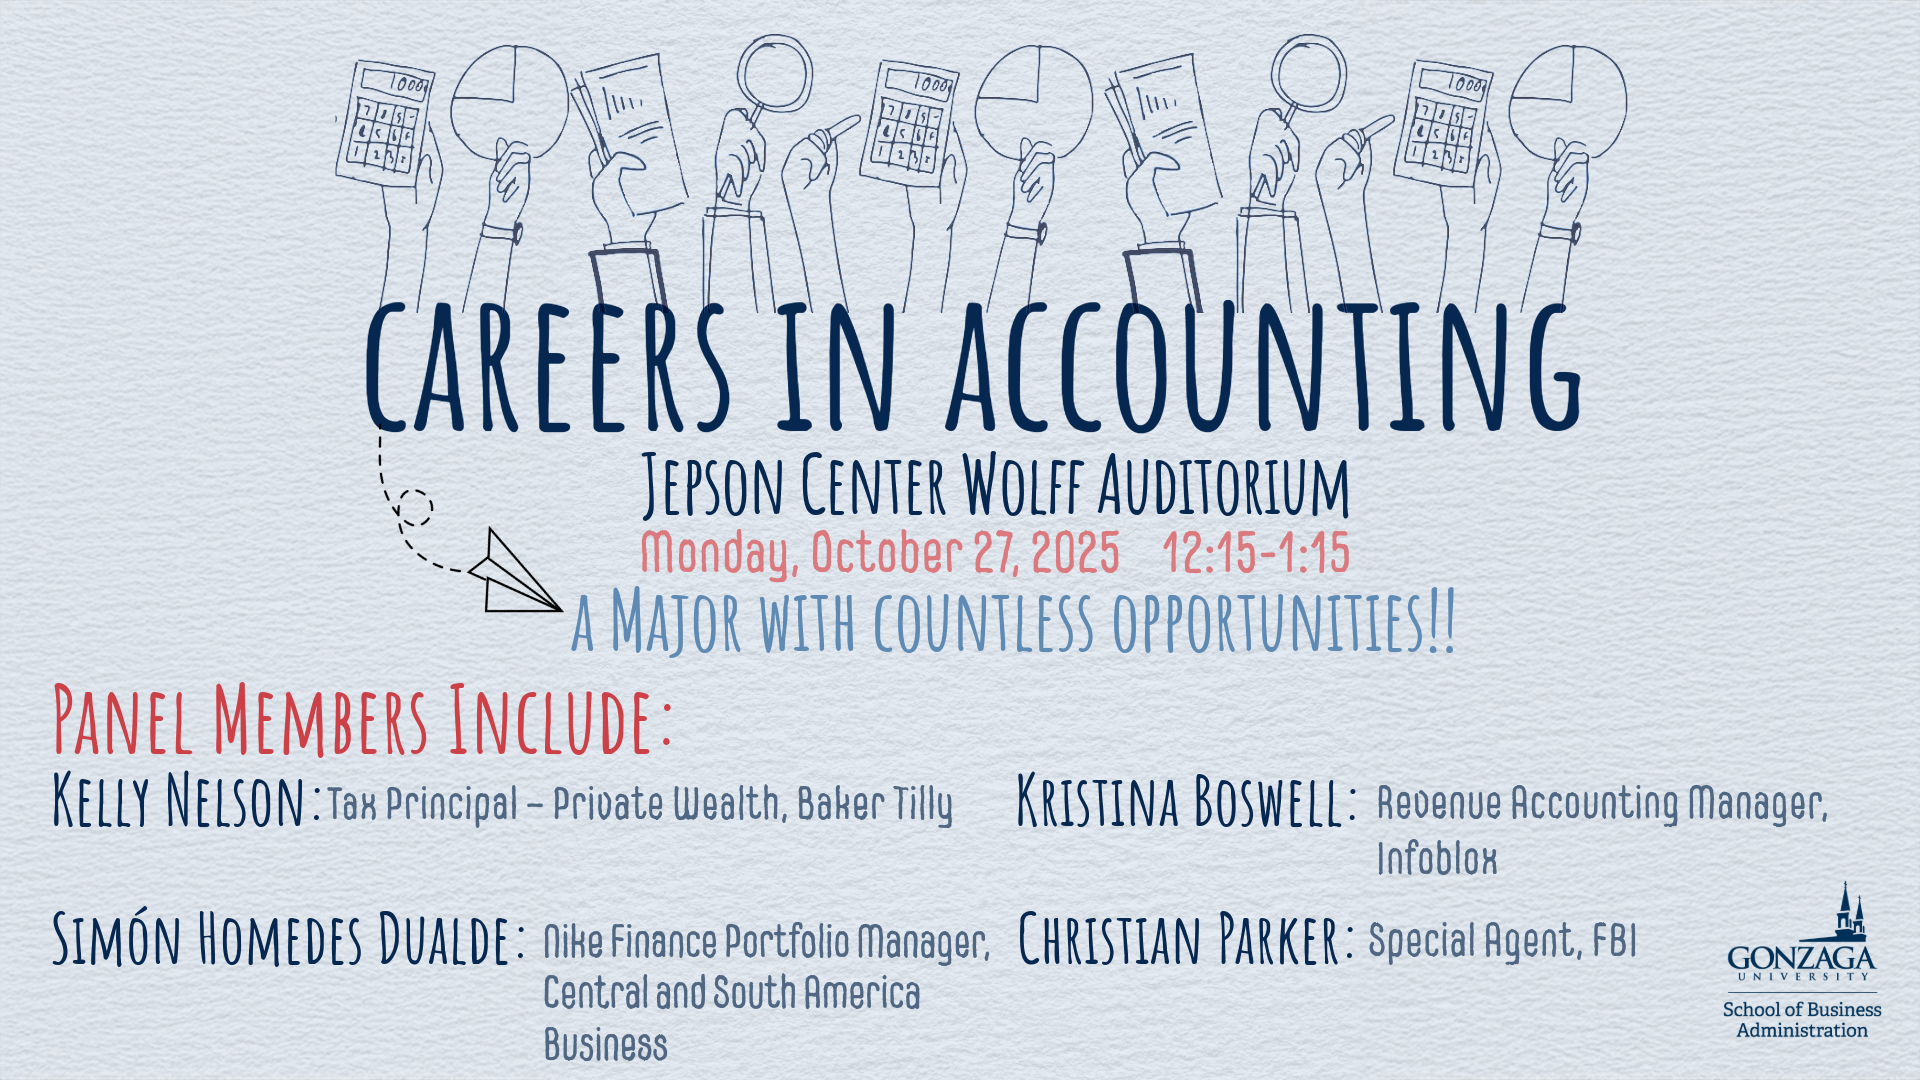 CAREERS IN ACCOUNTING
JEPSON CENTER WOLFF AUDITORIUM
Monday, October 27, 2025 12:15-1:15
A MAJOR WITH COUNTLESS OPPORTUNITIES!!
PANEL MEMBERS INCLUDE:
KELLY NELSON: Tax Principal – Private Wealth, Baker Tilly
KRISTINA BOSWELL: Revenue Accounting Manager,
Infoblox
SIMÓN HOMEDES DUALDE: Nike Finance Portfolio Manager,
Central and South America
Business
CHRISTIAN PARKER: Special Agent, FBI
GONZAGA
UNIVERSITY
School of Business
Administration